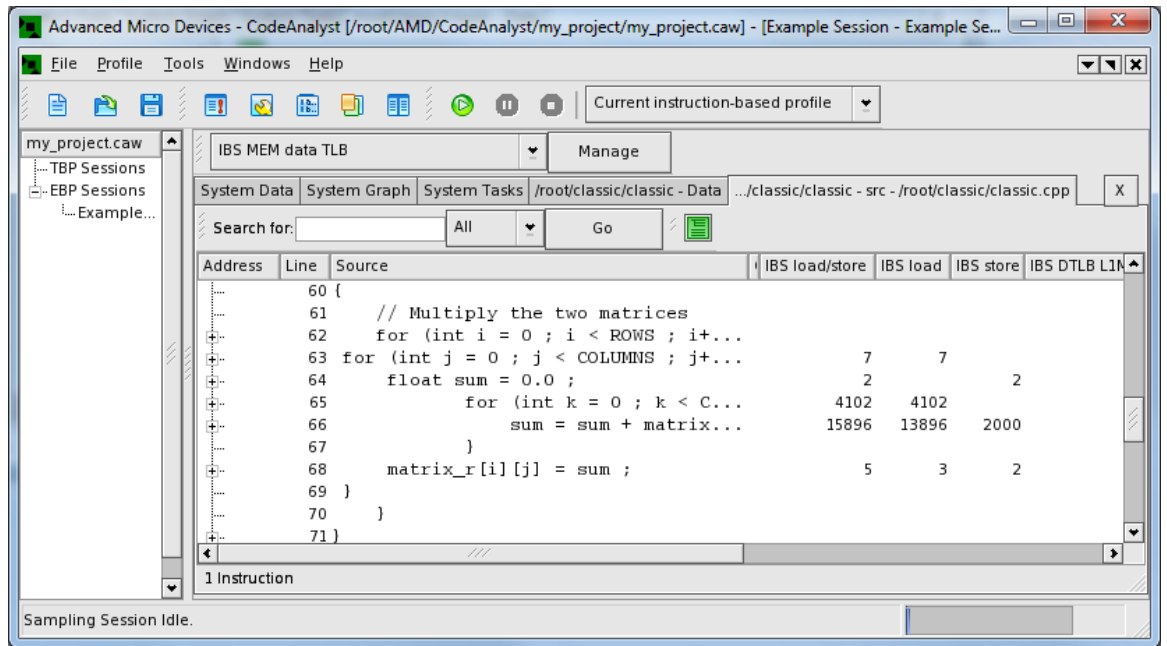 Advanced Micro Devices - CodeAnalyst [/root/AMD/CodeAnalyst/my_project/my_project.caw] - [Example Session - Example Se...
File Profile Tools Windows Help
Current instruction-based profile
my_project.caw
TBP Sessions
EBP Sessions
Example...
IBS MEM data TLB Manage
System Data System Graph System Tasks /root/classic/classic - Data .../classic/classic - src - /root/classic/classic.cpp X
Search for: All Go
Address Line Source IBS load/store IBS load IBS store IBS DTLB L1M
60 {
61 // Multiply the two matrices
62 for (int i = 0 ; i < ROWS ; i+...
63 for (int j = 0 ; j < COLUMNS ; j+... 7 7
64 float sum = 0.0 ; 2 2
65 for (int k = 0 ; k < C... 4102 4102
66 sum = sum + matrix... 15896 13896 2000
67 }
68 matrix_r[i][j] = sum ; 5 3 2
69 }
70 }
71 }
1 Instruction
Sampling Session Idle.